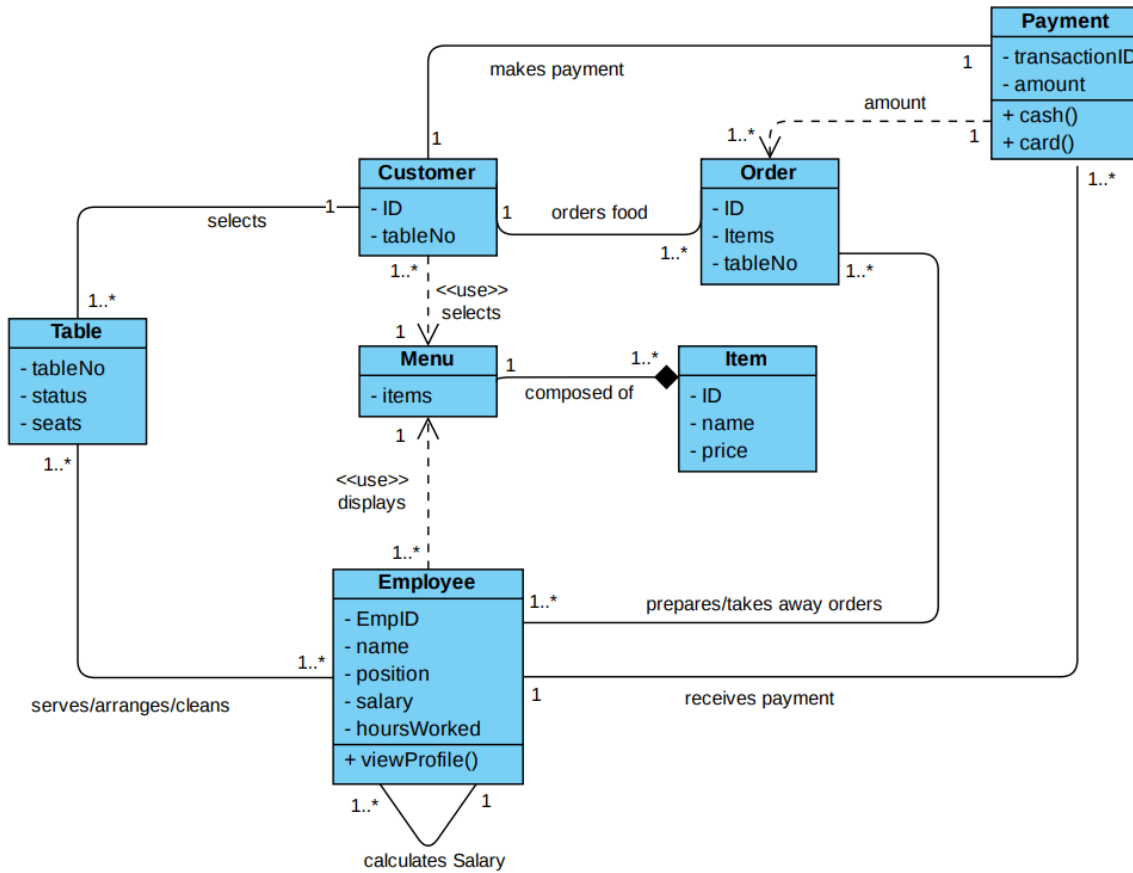 Payment
- transactionID
- amount
+ cash()
+ card()
makes payment
1
1
amount
1..*
1
1..*
Customer
- ID
- tableNo
Order
- ID
- Items
- tableNo
selects
1
1
orders food
1..*
1..*
1..*
<<use>>
selects
1..*
1
Table
- tableNo
- status
- seats
Menu
- items
1
composed of
1..*
Item
- ID
- name
- price
1..*
1
<<use>>
displays
1..*
Employee
- EmpID
- name
- position
- salary
- hoursWorked
+ viewProfile()
1..*
prepares/takes away orders
1..*
serves/arranges/cleans
1
receives payment
1..*
1
calculates Salary